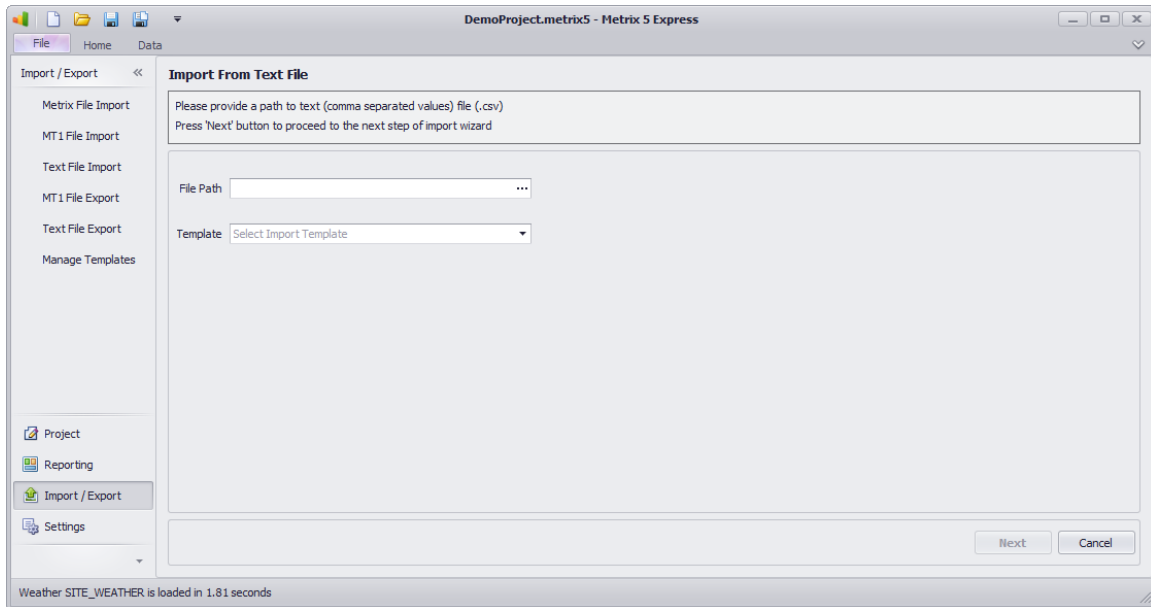 DemoProject.metrix5 - Metrix 5 Express
File Home Data
Import / Export
Metrix File Import
MT1 File Import
Text File Import
MT1 File Export
Text File Export
Manage Templates
Project
Reporting
Import / Export
Settings
Import From Text File
Please provide a path to text (comma separated values) file (.csv)
Press 'Next' button to proceed to the next step of import wizard
File Path ...
Template Select Import Template
Next Cancel
Weather SITE_WEATHER is loaded in 1.81 seconds